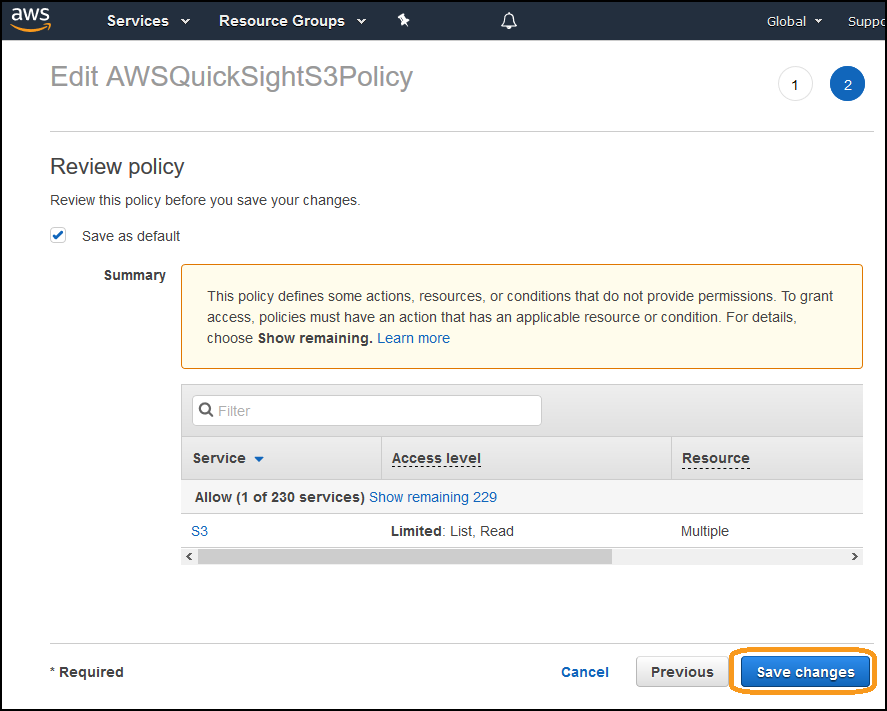 aws Services Resource Groups Global Suppo
Edit AWSQuickSightS3Policy
1 2
Review policy
Review this policy before you save your changes.
Save as default
Summary
This policy defines some actions, resources, or conditions that do not provide permissions. To grant
access, policies must have an action that has an applicable resource or condition. For details,
choose Show remaining. Learn more
Filter
Service Access level Resource
Allow (1 of 230 services) Show remaining 229
S3 Limited: List, Read Multiple
* Required Cancel Previous Save changes